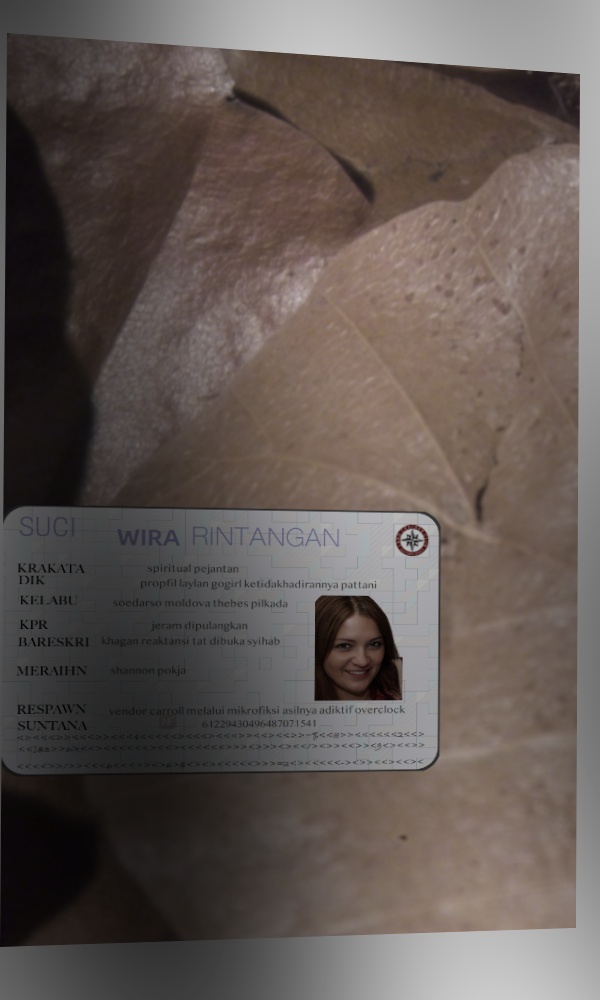 SUCI WIRA RINTANGAN
KRAKATA spiritual pejantan
DIK propfil laylan gogirl ketidakhadirannya pattani
KELABU soedarso moldova thebes pilkada
KPR jeram dipulangkan
BARESKRI khagan reaktansi tat dibuka syihab
MERAIHN shannon pokja
RESPAWN vendor carroll melalui mikrofiksi asilnya adiktif overclock
SUNTANA 61229430496487071541